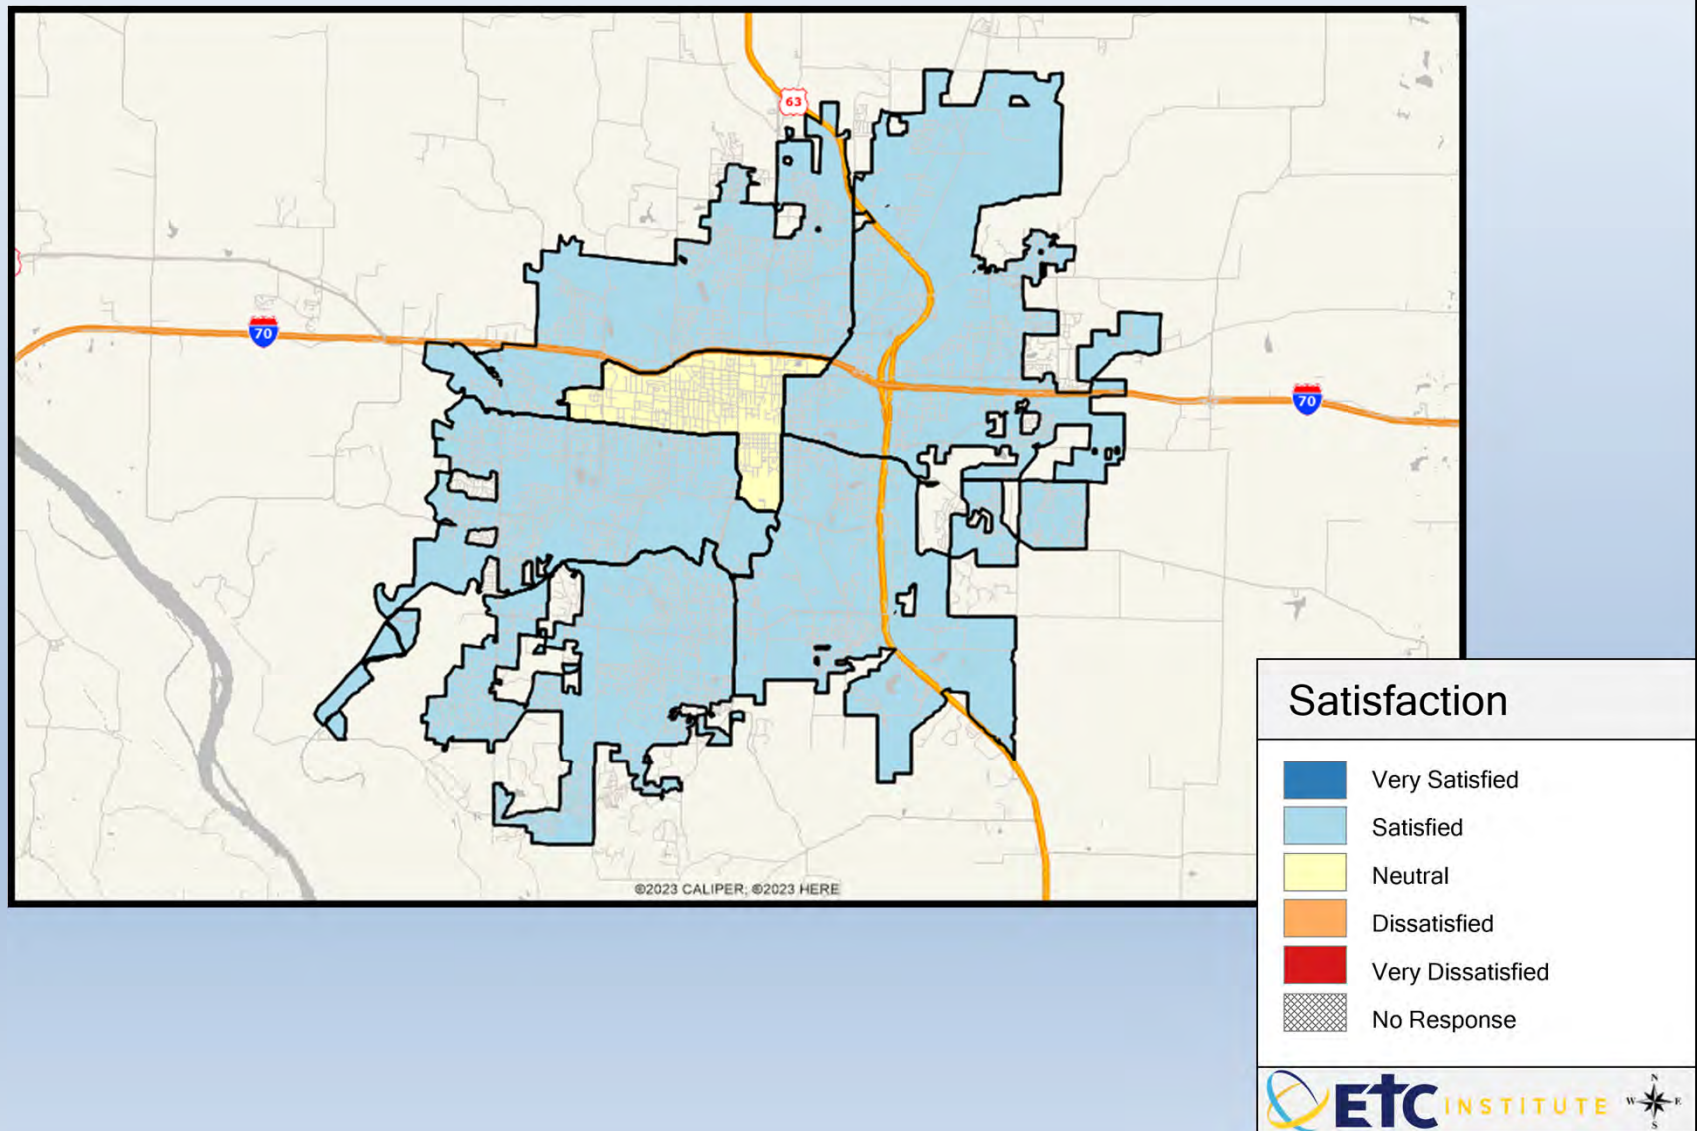 63
70
70
©2023 CALIPER; ©2023 HERE
Satisfaction
Very Satisfied
Satisfied
Neutral
Dissatisfied
Very Dissatisfied
No Response
ETC INSTITUTE
N
W E
S